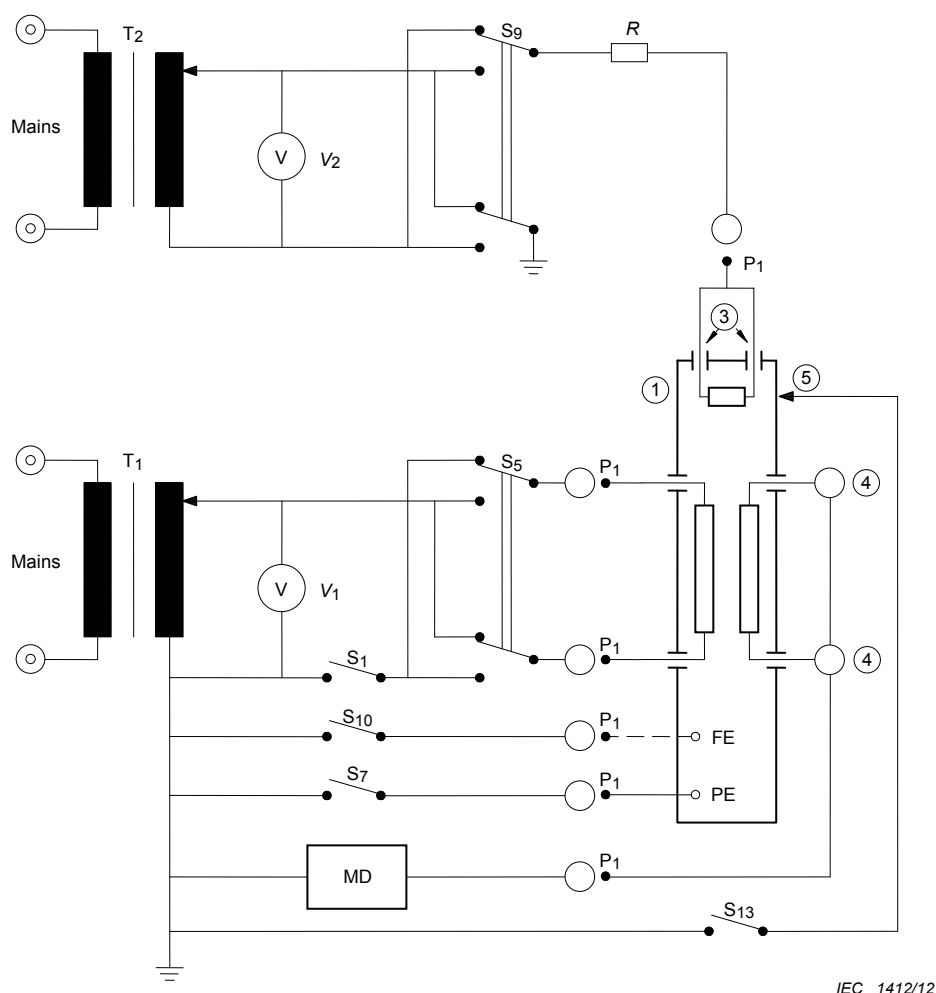 T2
S9
R
Mains
V
V2
P1
3
1
5
T1
S5
P1
4
Mains
V
V1
S1
P1
4
S10
P1
FE
S7
P1
PE
MD
P1
S13
IEC 1412/12